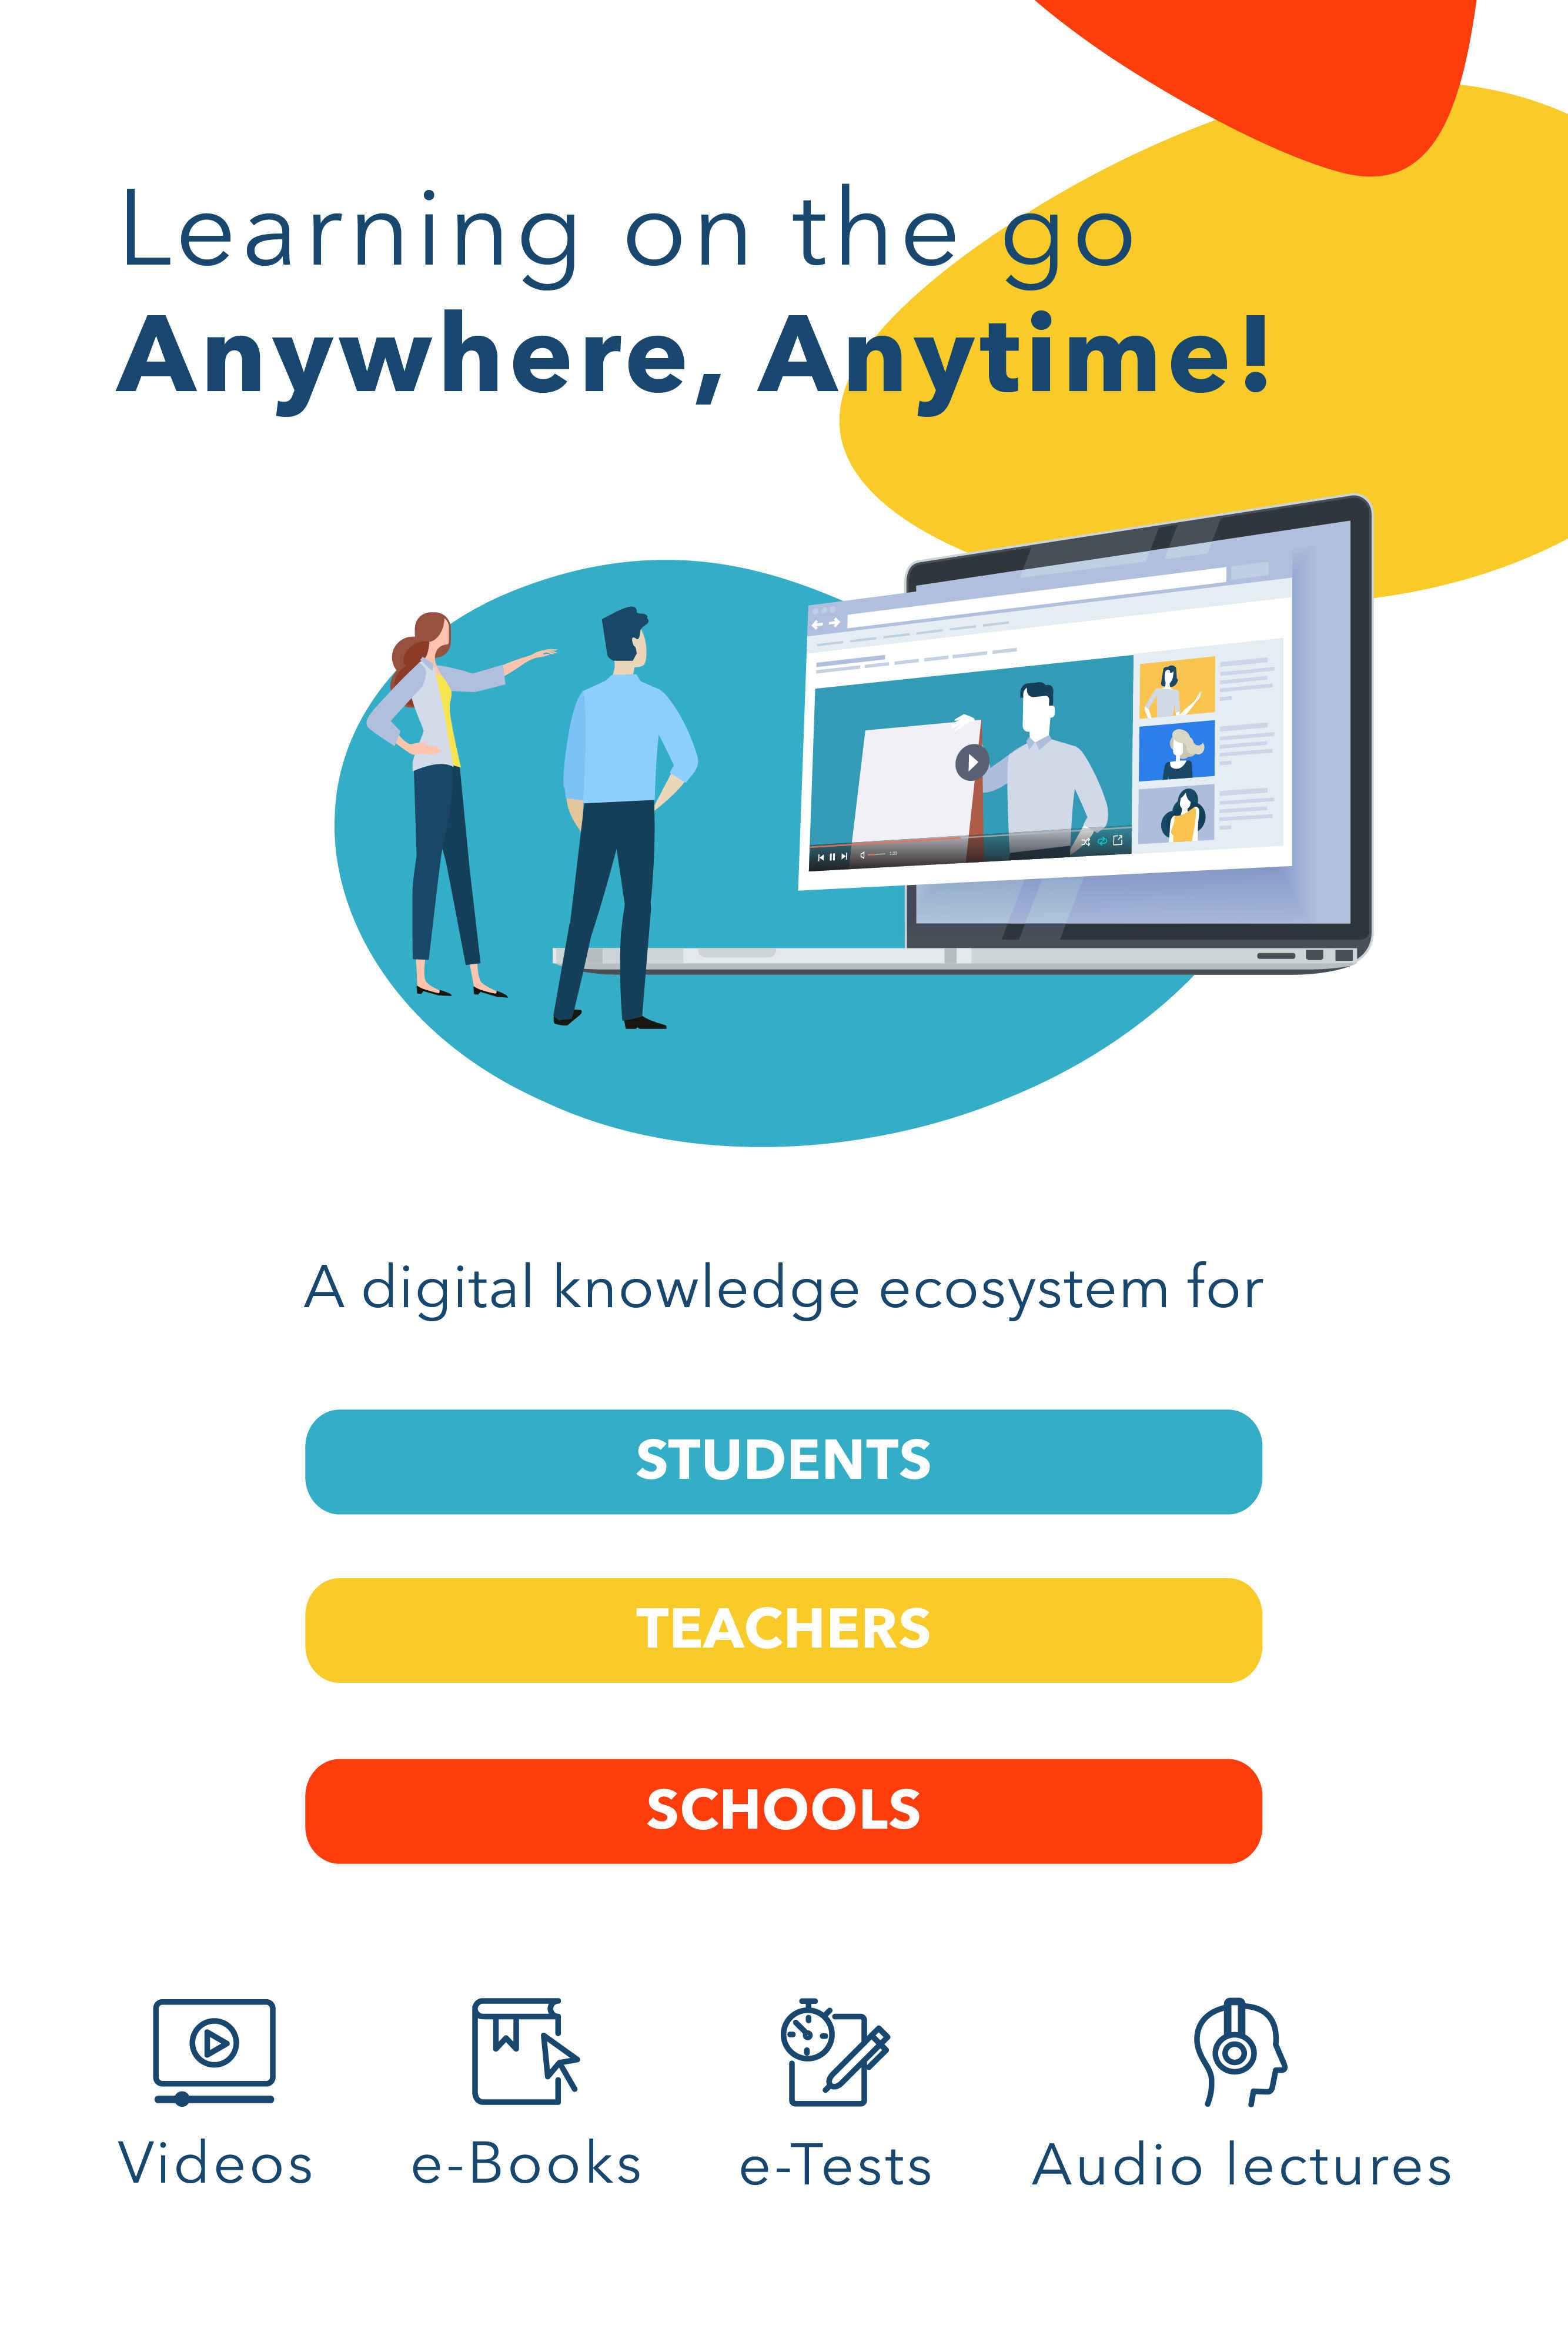 Learning on the go
Anywhere, Anytime!
A digital knowledge ecosystem for
STUDENTS
TEACHERS
SCHOOLS
Videos
e-Books
e-Tests
Audio lectures